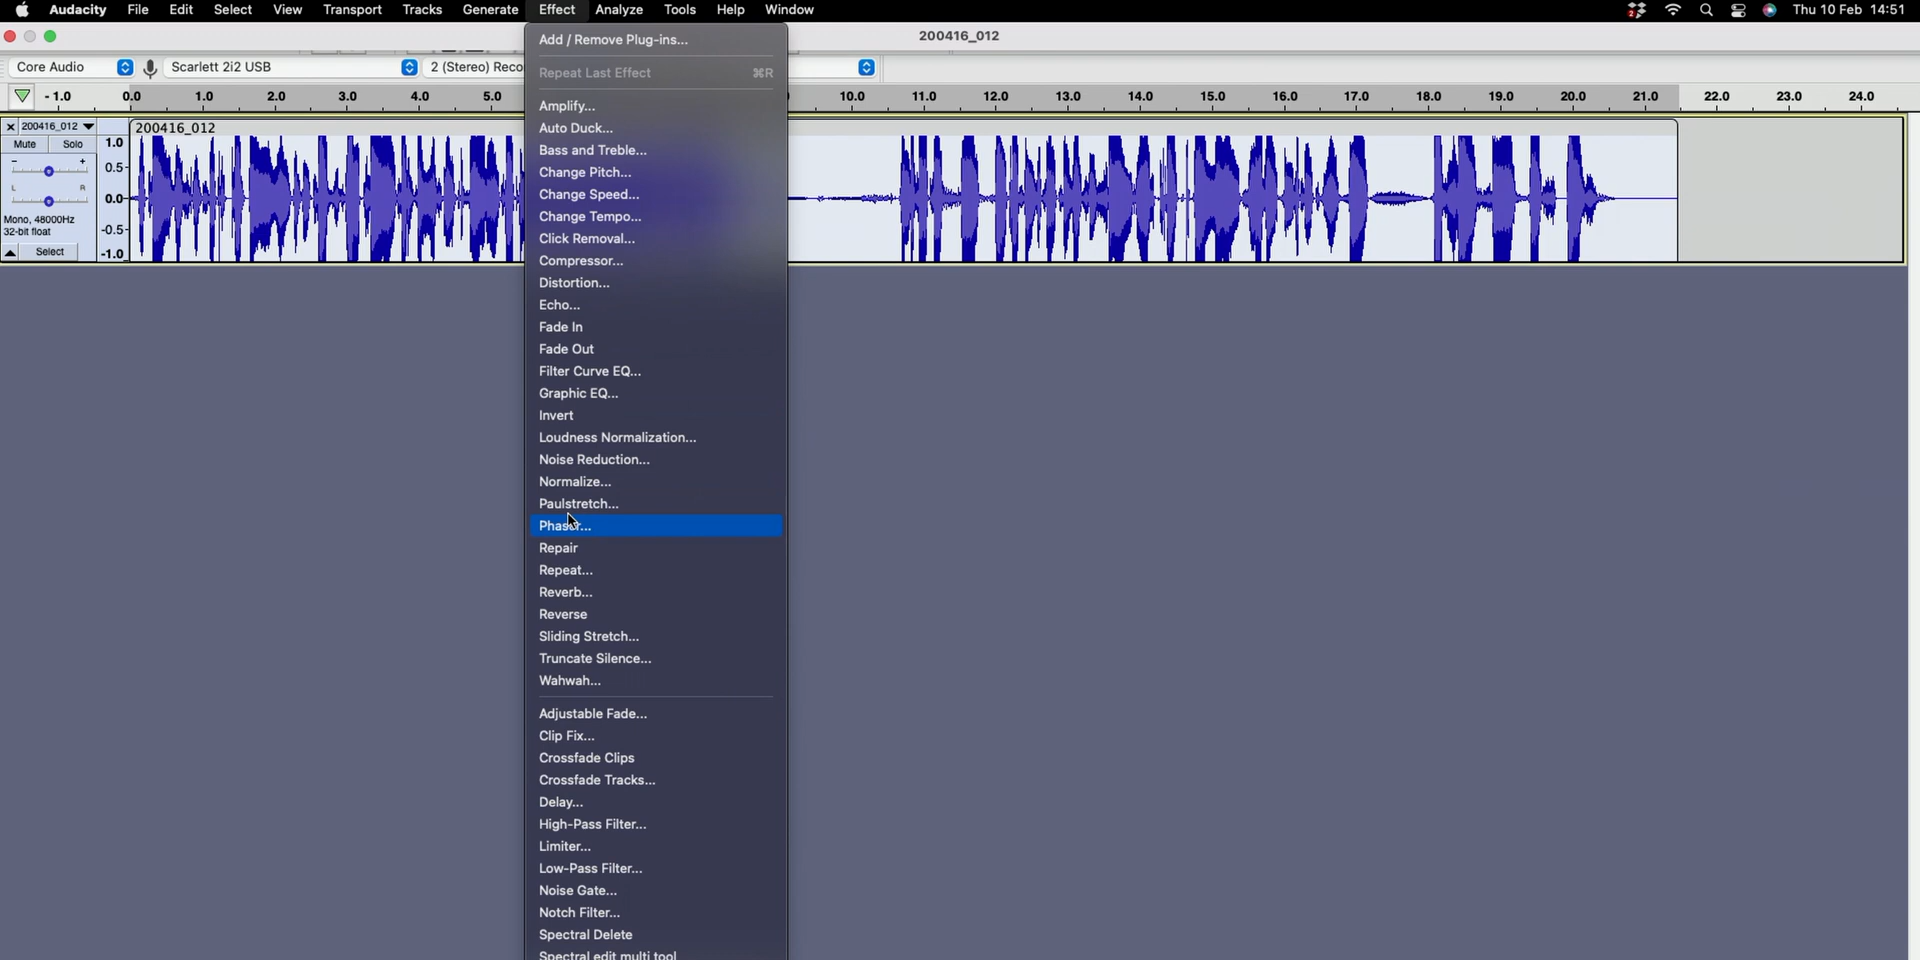 Audacity File Edit Select View Transport Tracks Generate Effect Analyze Tools Help Window 2 Thu 10 Feb 14:51
200416_012
Core Audio Scarlett 2i2 USB 2 (Stereo) Reco
- 1.0 0.0 1.0 2.0 3.0 4.0 5.0 10.0 11.0 12.0 13.0 14.0 15.0 16.0 17.0 18.0 19.0 20.0 21.0 22.0 23.0 24.0
200416_012
Mute Solo
- +
L R
Mono, 48000Hz
32-bit float
Select
1.0
0.5
0.0
-0.5
-1.0
200416_012
Add / Remove Plug-ins...
Repeat Last Effect ⌘R
Amplify...
Auto Duck...
Bass and Treble...
Change Pitch...
Change Speed...
Change Tempo...
Click Removal...
Compressor...
Distortion...
Echo...
Fade In
Fade Out
Filter Curve EQ...
Graphic EQ...
Invert
Loudness Normalization...
Noise Reduction...
Normalize...
Paulstretch...
Phaser...
Repair
Repeat...
Reverb...
Reverse
Sliding Stretch...
Truncate Silence...
Wahwah...
Adjustable Fade...
Clip Fix...
Crossfade Clips
Crossfade Tracks...
Delay...
High-Pass Filter...
Limiter...
Low-Pass Filter...
Noise Gate...
Notch Filter...
Spectral Delete
Spectral edit multi tool